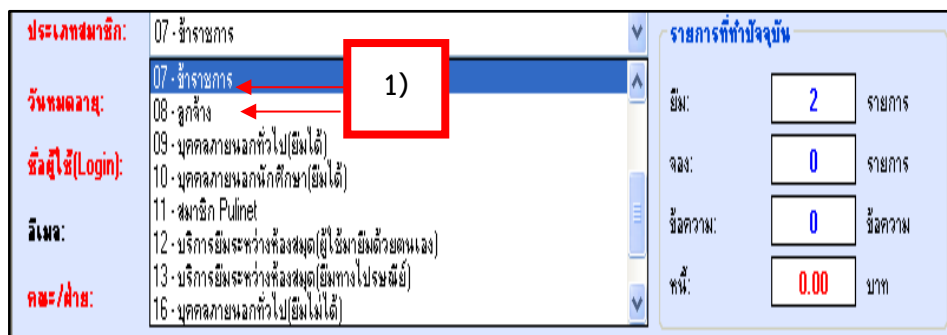 ประเภทสมาชิก: 07 - ข้าราชการ
รายการที่ทำปัจจุบัน
07 - ข้าราชการ
1)
วันหมดอายุ:
08 - ลูกจ้าง
ยืม: 2 รายการ
09 - บุคคลภายนอกทั่วไป(ยืมได้)
ชื่อผู้ใช้(Login):
10 - บุคคลภายนอกนักศึกษา(ยืมได้)
จอง: 0 รายการ
11 - สมาชิก Pulinet
อีเมล:
12 - บริการยืมระหว่างห้องสมุด(ผู้ใช้มายืมด้วยตนเอง)
ข้อความ: 0 ข้อความ
13 - บริการยืมระหว่างห้องสมุด(ยืมทางไปรษณีย์)
คณะ/ฝ่าย:
16 - บุคคลภายนอกทั่วไป(ยืมไม่ได้)
หนี้: 0.00 บาท